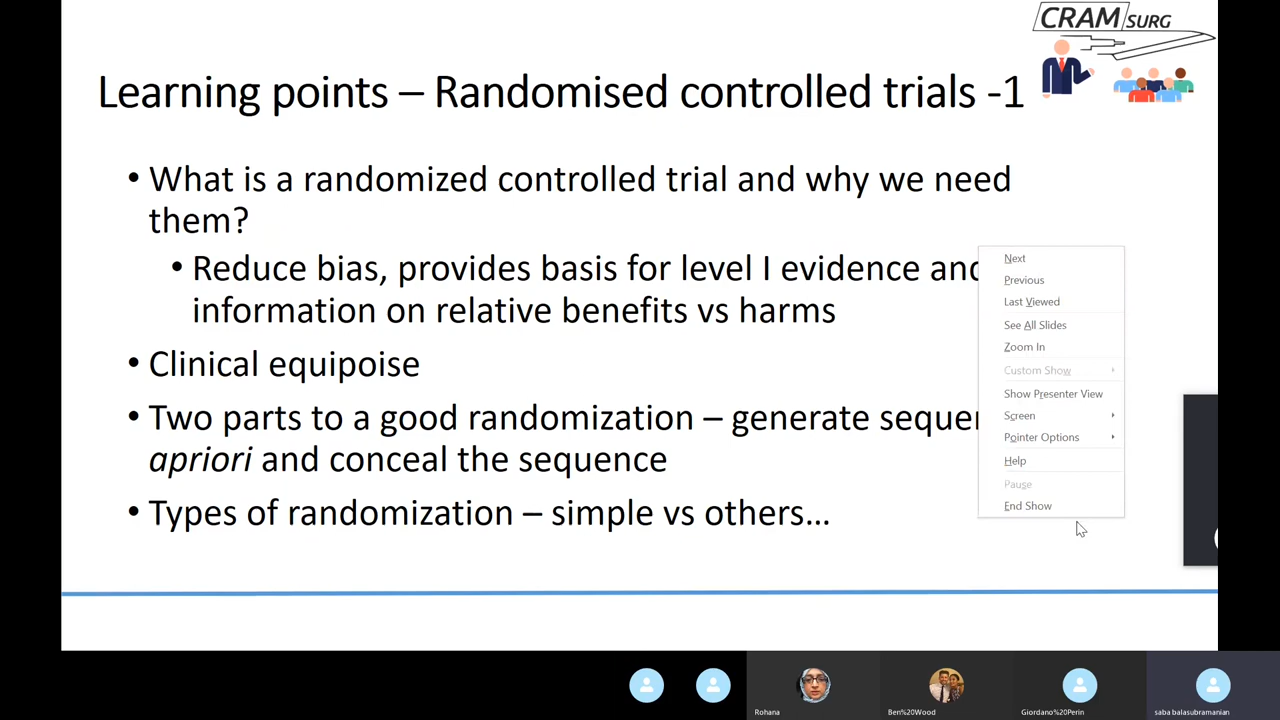 CRAMSURG
Learning points – Randomised controlled trials -1
• What is a randomized controlled trial and why we need
them?
• Reduce bias, provides basis for level I evidence and
information on relative benefits vs harms
• Clinical equipoise
• Two parts to a good randomization – generate sequen
apriori and conceal the sequence
• Types of randomization – simple vs others...
Next
Previous
Last Viewed
See All Slides
Zoom In
Custom Show
Show Presenter View
Screen
Pointer Options
Help
Pause
End Show
Rohana
Ben%20Wood
Giordano%20Perin
saba balasubramanian